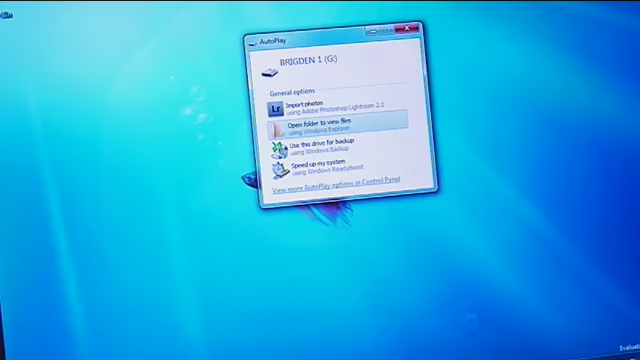 Bin
AutoPlay
BRIGDEN 1 (G:)
General options
Lr
Import photos
using Adobe Photoshop Lightroom 2.0
Open folder to view files
using Windows Explorer
Use this drive for backup
using Windows Backup
Speed up my system
using Windows ReadyBoost
View more AutoPlay options in Control Panel
Evaluat